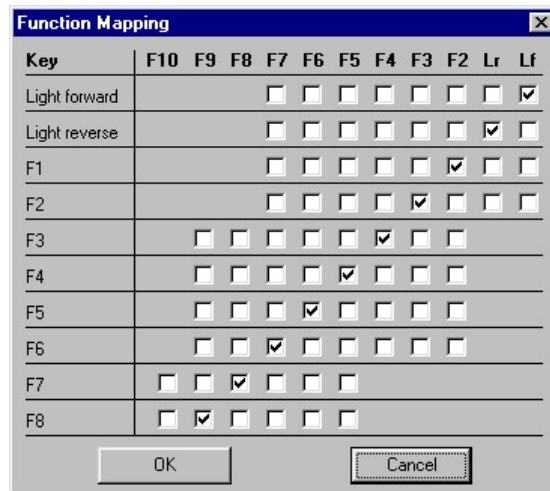 Function Mapping
Key F10 F9 F8 F7 F6 F5 F4 F3 F2 Lr Lf
Light forward
Light reverse
F1
F2
F3
F4
F5
F6
F7
F8
OK Cancel